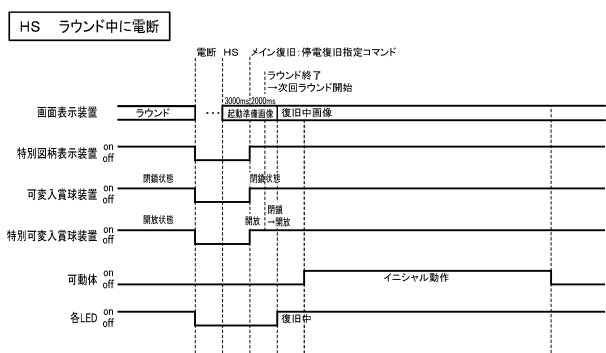 HS ラウンド中に電断
電断 HS メイン復旧：停電復旧指定コマンド
ラウンド終了
→次回ラウンド開始
3000ms 2000ms
画面表示装置 ラウンド … 起動準備画像 復旧中画像
特別図柄表示装置 on
off
閉鎖状態 閉鎖状態
可変入賞球装置 on
off
開放状態 開放 閉鎖
→開放
特別可変入賞球装置 on
off
可動体 on
off
イニシャル動作
各LED on
off
復旧中